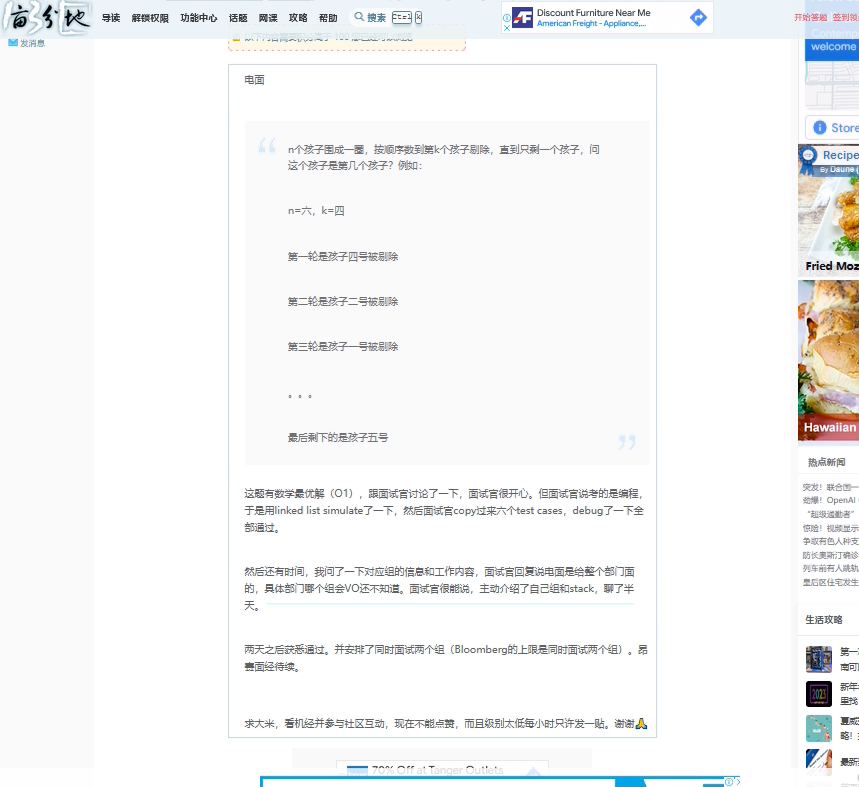 亩分地
导读 解锁权限 功能中心 话题 网课 攻略 帮助 搜索 Ctrl K
Discount Furniture Near Me
American Freight - Appliance,...
开始答题 签到领
发消息
welcome
电面
n个孩子围成一圈，按顺序数到第k个孩子剔除，直到只剩一个孩子，问
这个孩子是第几个孩子？例如：
n=六，k=四
第一轮是孩子四号被剔除
第二轮是孩子二号被剔除
第三轮是孩子一号被剔除
。。。
最后剩下的是孩子五号
这题有数学最优解（O1），跟面试官讨论了一下，面试官很开心。但面试官说考的是编程，
于是用linked list simulate了一下，然后面试官copy过来六个test cases，debug了一下全
部通过。
然后还有时间，我问了一下对应组的信息和工作内容，面试官回复说电面是给整个部门面
的，具体部门哪个组会VO还不知道。面试官很能说，主动介绍了自己组和stack，聊了半
天。
两天之后获悉通过。并安排了同时面试两个组（Bloomberg的上限是同时面试两个组）。昂
赛面经待续。
求大米，看机经并参与社区互动，现在不能点赞，而且级别太低每小时只许发一贴。谢谢🙏
70% Off at Tanger Outlets
Store
Recipe
By Daune
Fried Moz
Hawaiian
热点新闻
突发！联合国一
劲爆！OpenAI
“超级通勤者”
惊险！视频显示
争取有色人种支
防长奥斯汀确诊
列车前有人跳轨
皇后区住宅发生
生活攻略
第一
南可
新年
2023
里找
夏威
略！
最新